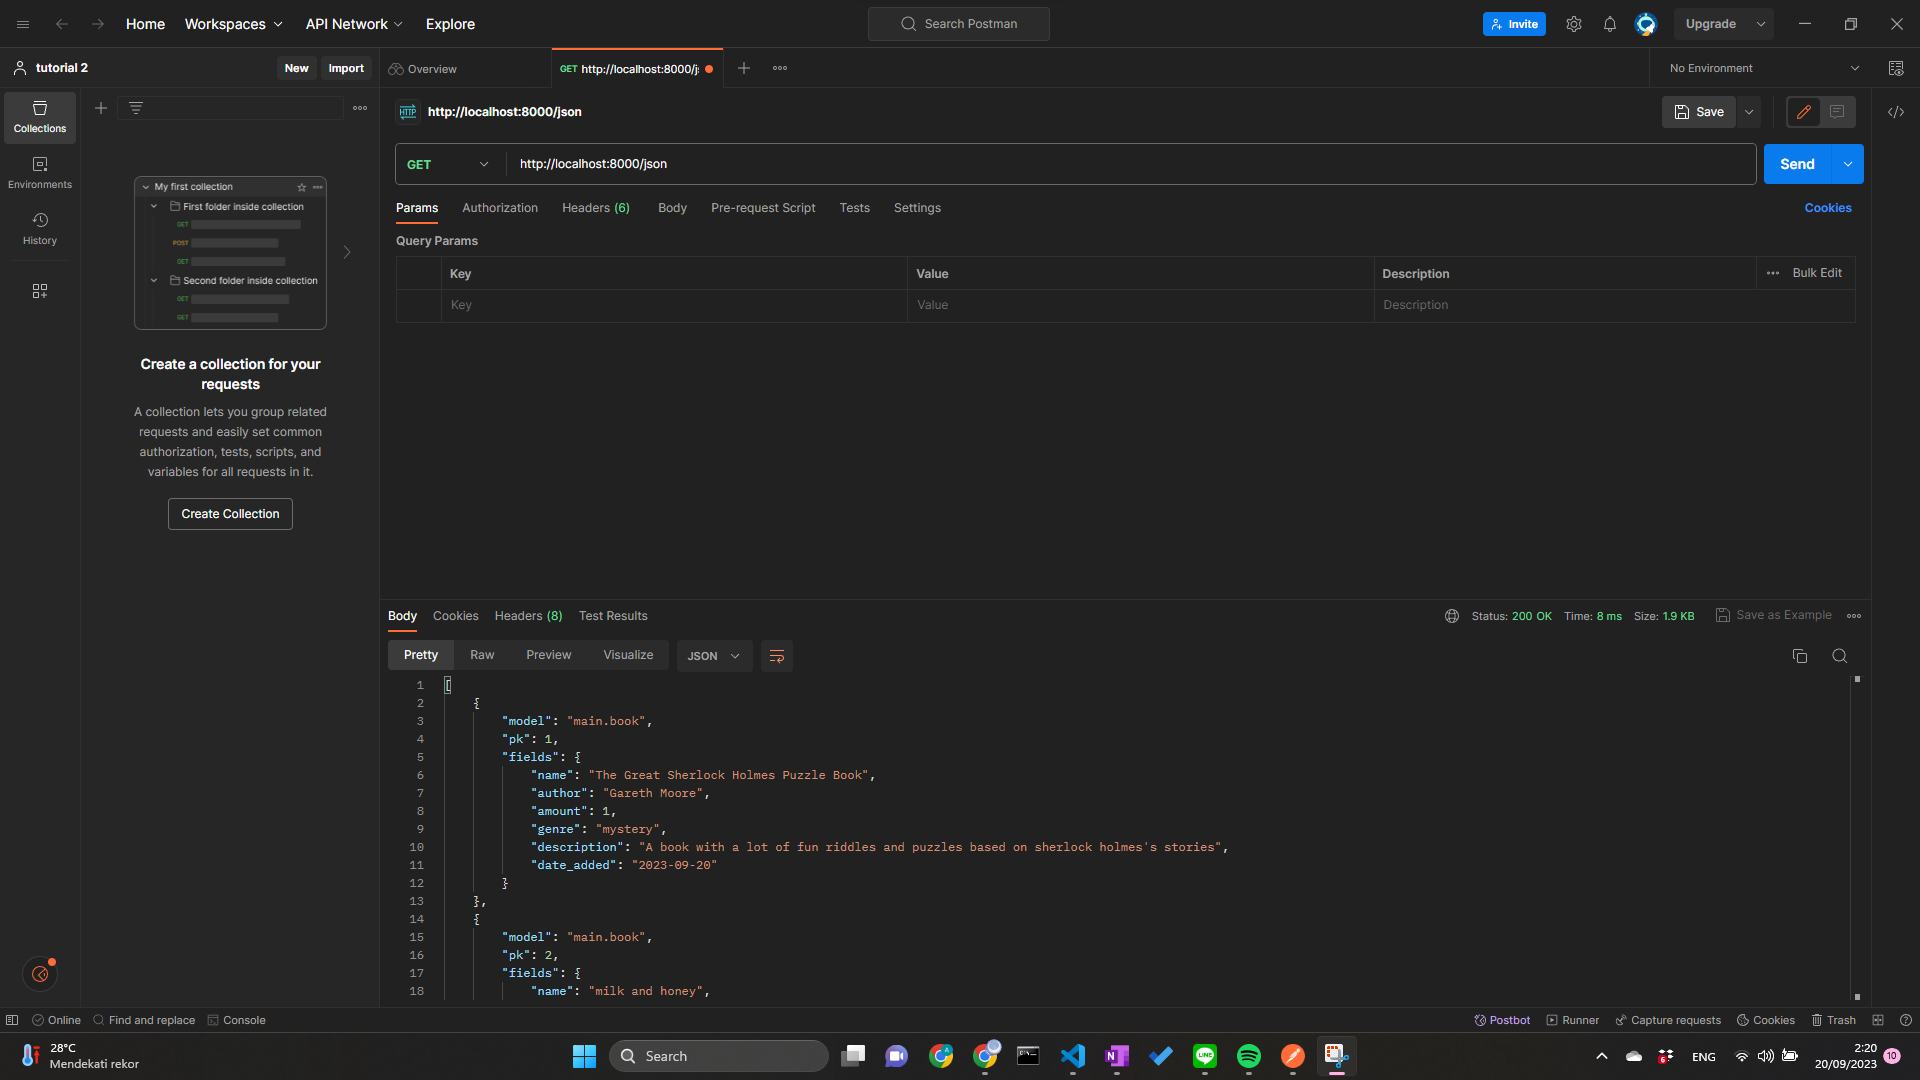 Home Workspaces API Network Explore Search Postman Invite Upgrade
tutorial 2 New Import Overview GET http://localhost:8000/j No Environment
Collections
Environments
History
My first collection
First folder inside collection
GET
POST
GET
Second folder inside collection
GET
GET
Create a collection for your
requests
A collection lets you group related
requests and easily set common
authorization, tests, scripts, and
variables for all requests in it.
Create Collection
HTTP http://localhost:8000/json Save
GET http://localhost:8000/json Send
Params Authorization Headers (6) Body Pre-request Script Tests Settings Cookies
Query Params
Key Value Description Bulk Edit
Key Value Description
Body Cookies Headers (8) Test Results Status: 200 OK Time: 8 ms Size: 1.9 KB Save as Example
Pretty Raw Preview Visualize JSON
1 [
2 {
3 "model": "main.book",
4 "pk": 1,
5 "fields": {
6 "name": "The Great Sherlock Holmes Puzzle Book",
7 "author": "Gareth Moore",
8 "amount": 1,
9 "genre": "mystery",
10 "description": "A book with a lot of fun riddles and puzzles based on sherlock holmes's stories",
11 "date_added": "2023-09-20"
12 }
13 },
14 {
15 "model": "main.book",
16 "pk": 2,
17 "fields": {
18 "name": "milk and honey",
Online Find and replace Console Postbot Runner Capture requests Cookies Trash
28°C
Mendekati rekor
Search
LINE
6
ENG
2:20
20/09/2023
10